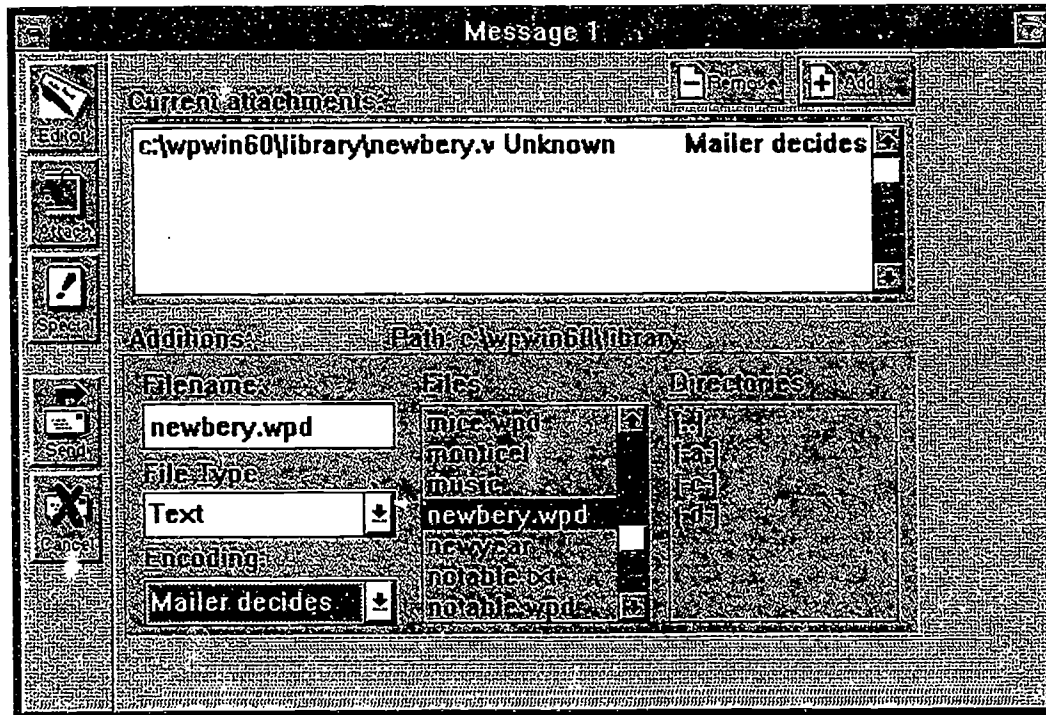 Message 1
Remove
Add
Editor
Current attachments:
c:\wpwin60\library\newbery.v Unknown Mailer decides
Attach
Special
Additions:
Path: c:\wpwin60\library
Filename:
Files
Directories
newbery.wpd
mice.wpd
monticel
music
newbery.wpd
newyear
notable.txt
notable.wpd
[..]
[-a-]
[-c-]
[-d-]
Send
File Type
Text
Cancel
Encoding:
Mailer decides